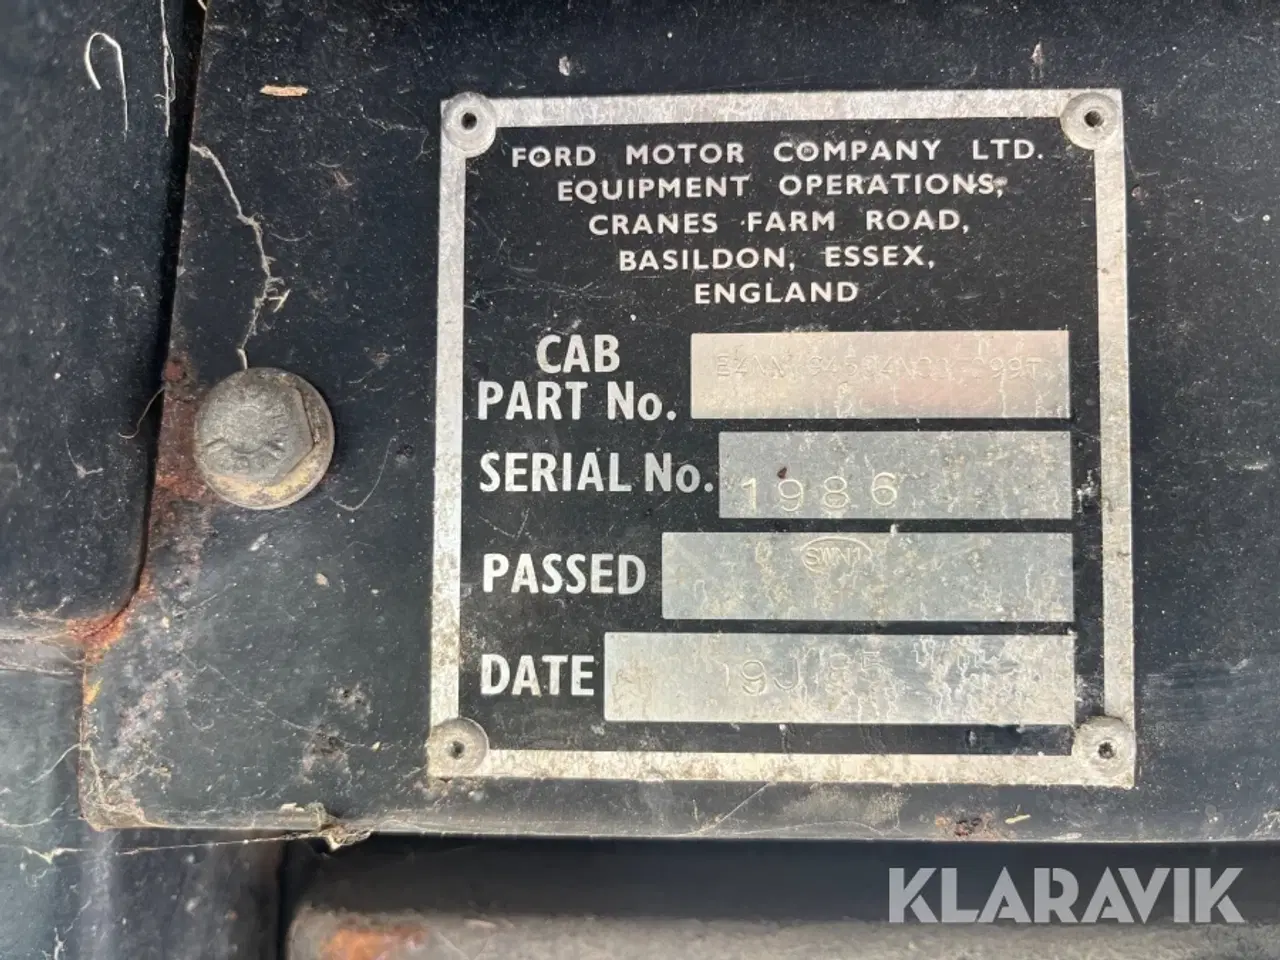 FORD MOTOR COMPANY LTD.
EQUIPMENT OPERATIONS,
CRANES FARM ROAD,
BASILDON, ESSEX,
ENGLAND
CAB
PART No.
SERIAL No. 1986
PASSED SWN1
DATE
KLARAVIK